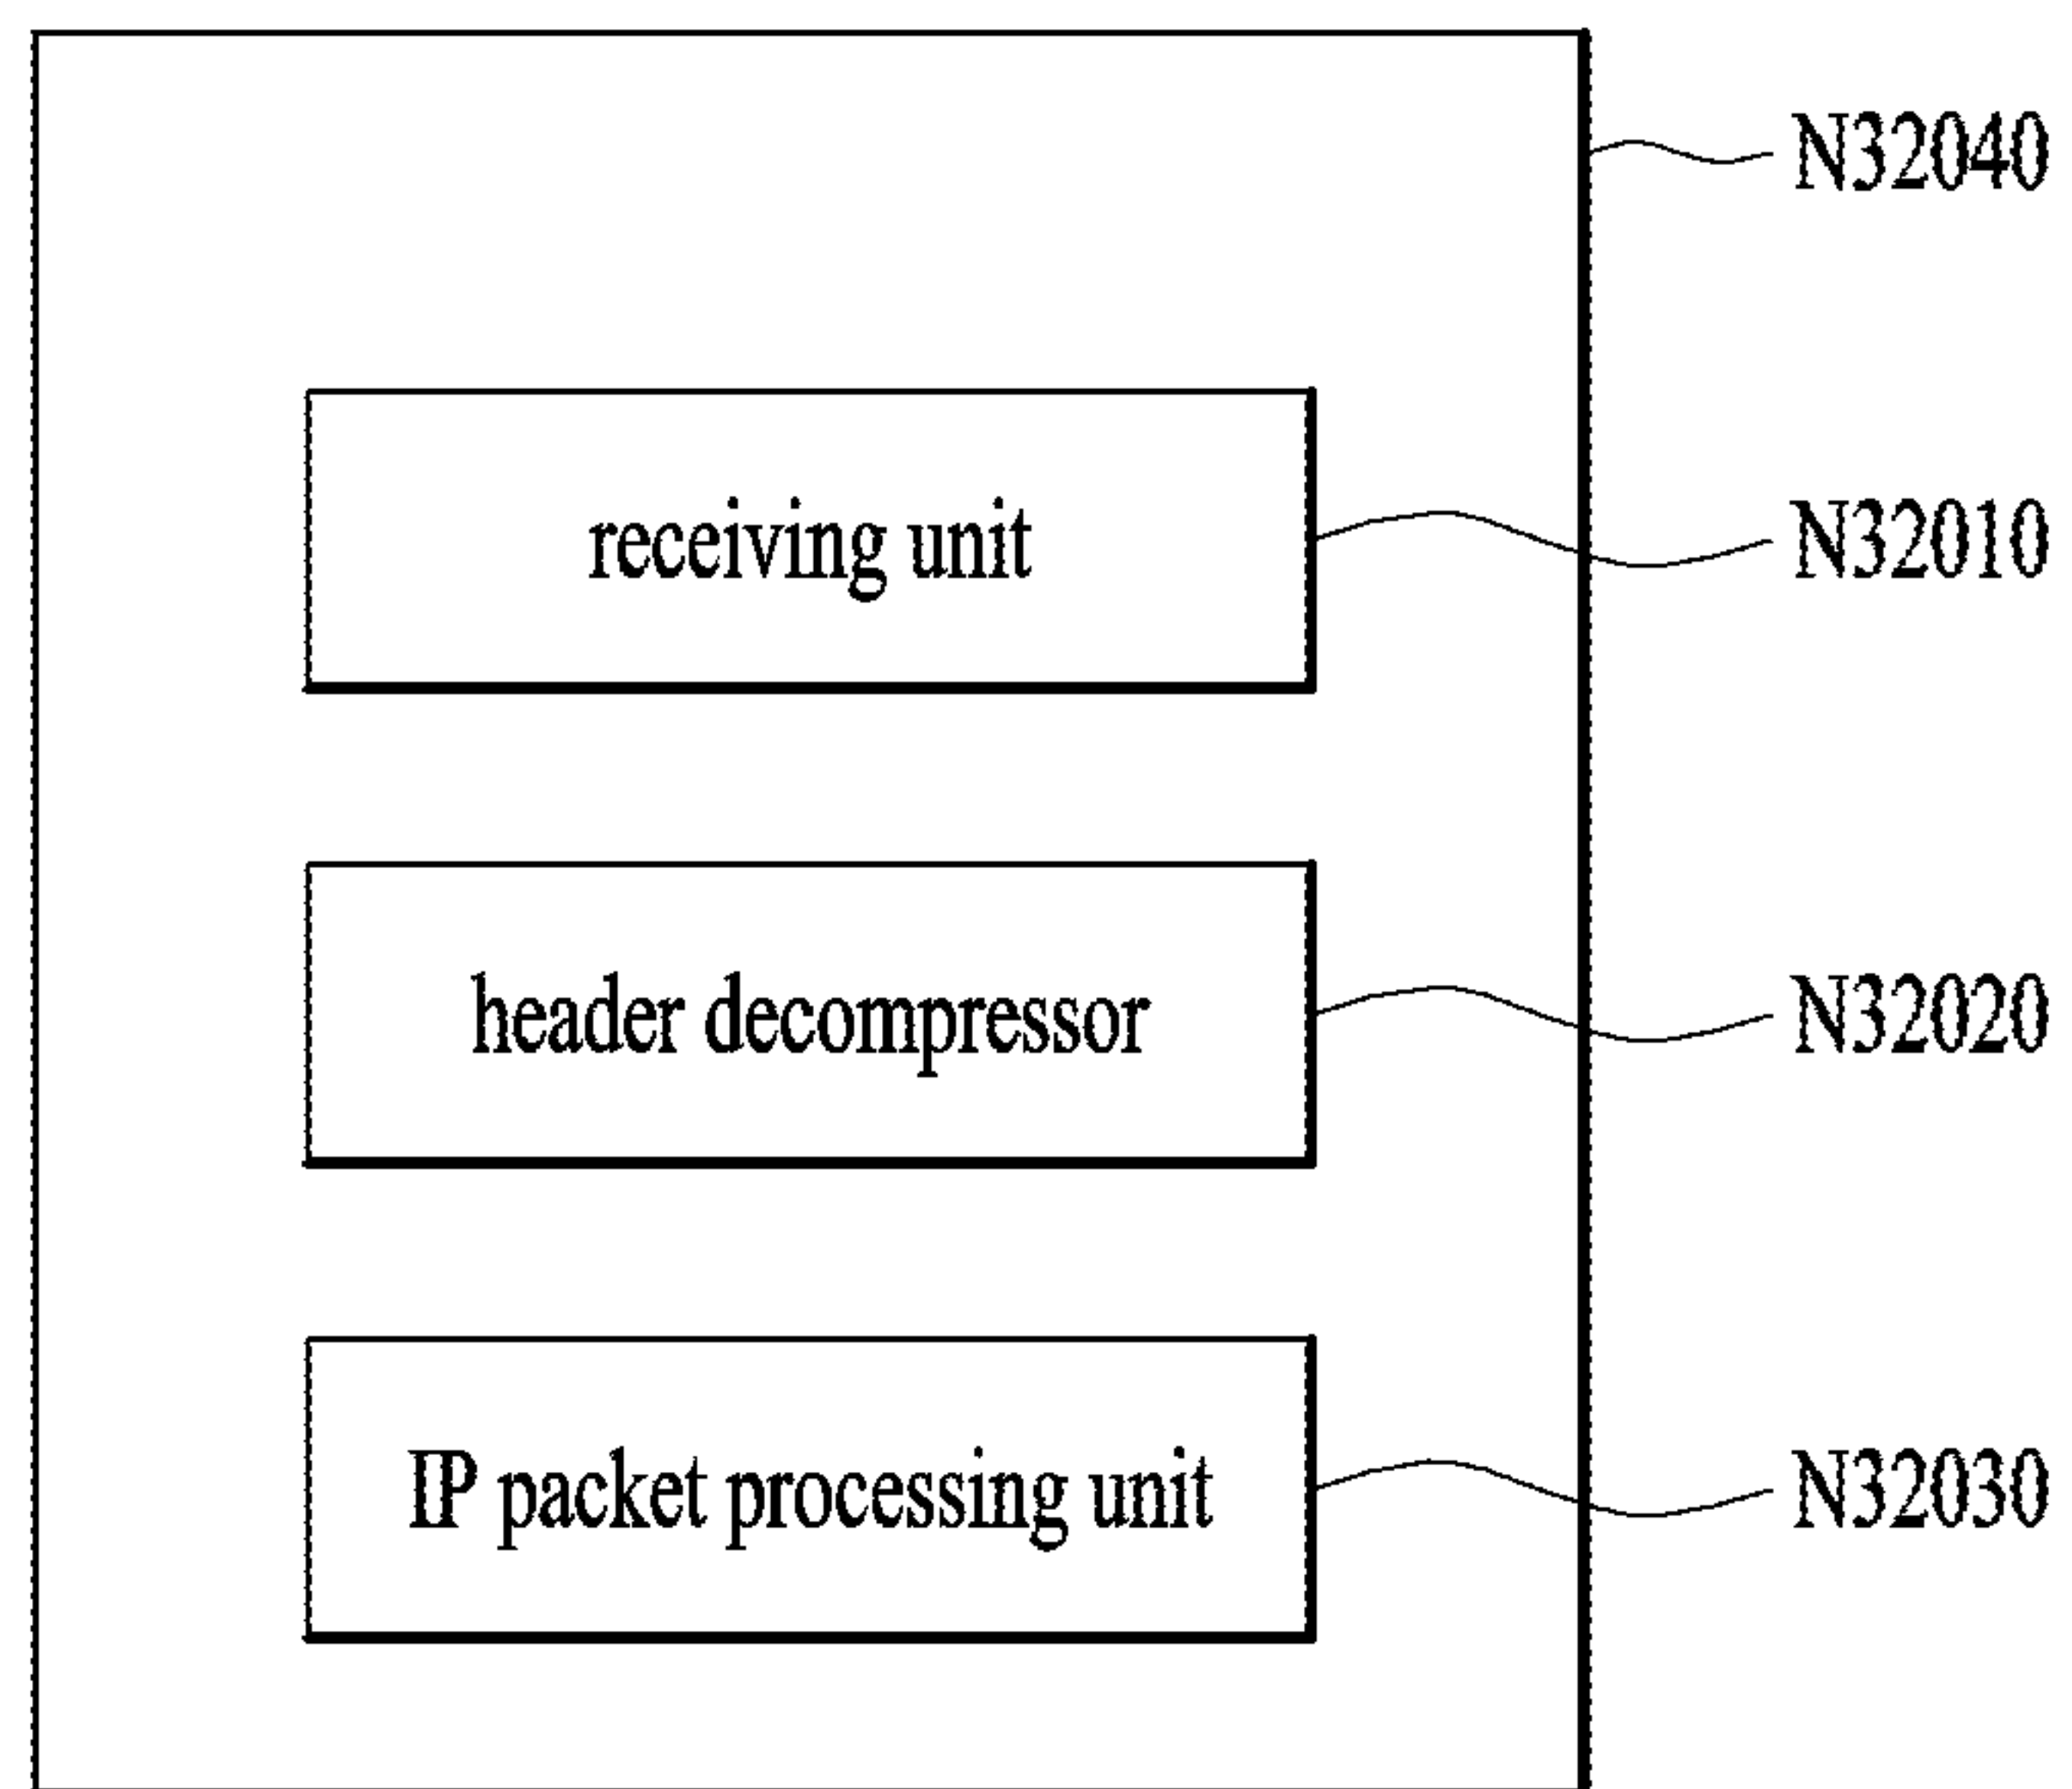 N32040
receiving unit N32010
header decompressor N32020
IP packet processing unit N32030